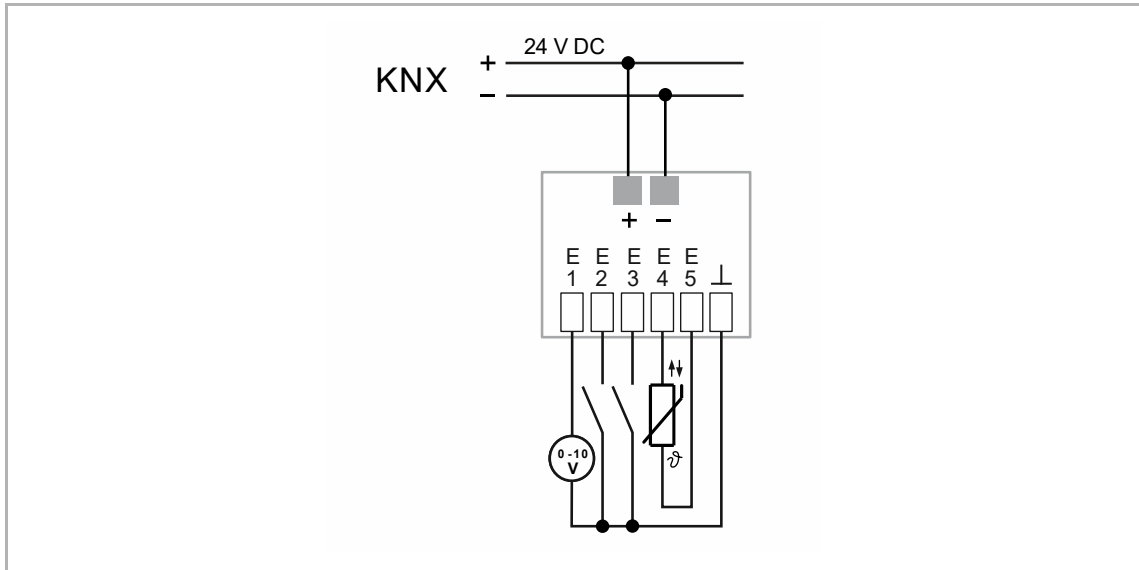 24 V DC
KNX + −
+ −
E E E E E
1 2 3 4 5 ⊥
0-10
V
ϑ